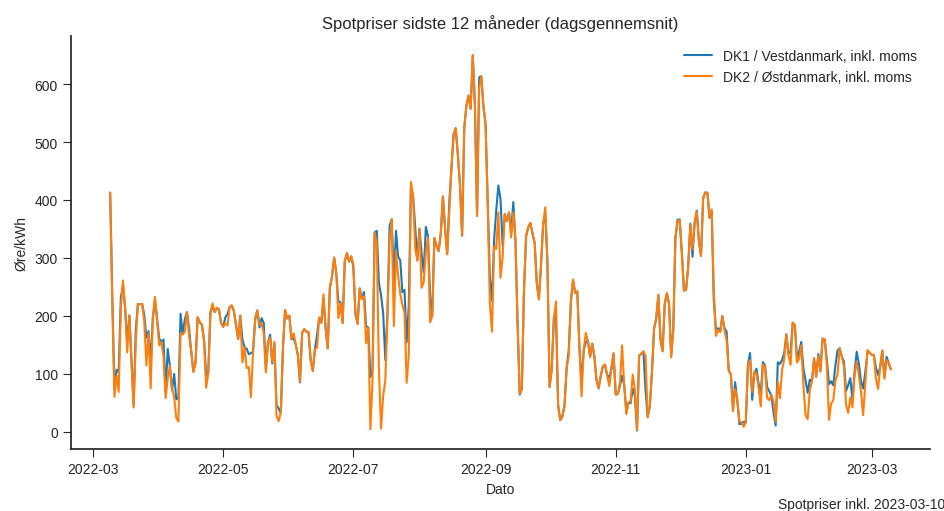 Spotpriser sidste 12 måneder (dagsgennemsnit)
DK1 / Vestdanmark, inkl. moms
DK2 / Østdanmark, inkl. moms
Øre/kWh
600
500
400
300
200
100
0
2022-03 2022-05 2022-07 2022-09 2022-11 2023-01 2023-03
Dato
Spotpriser inkl. 2023-03-10